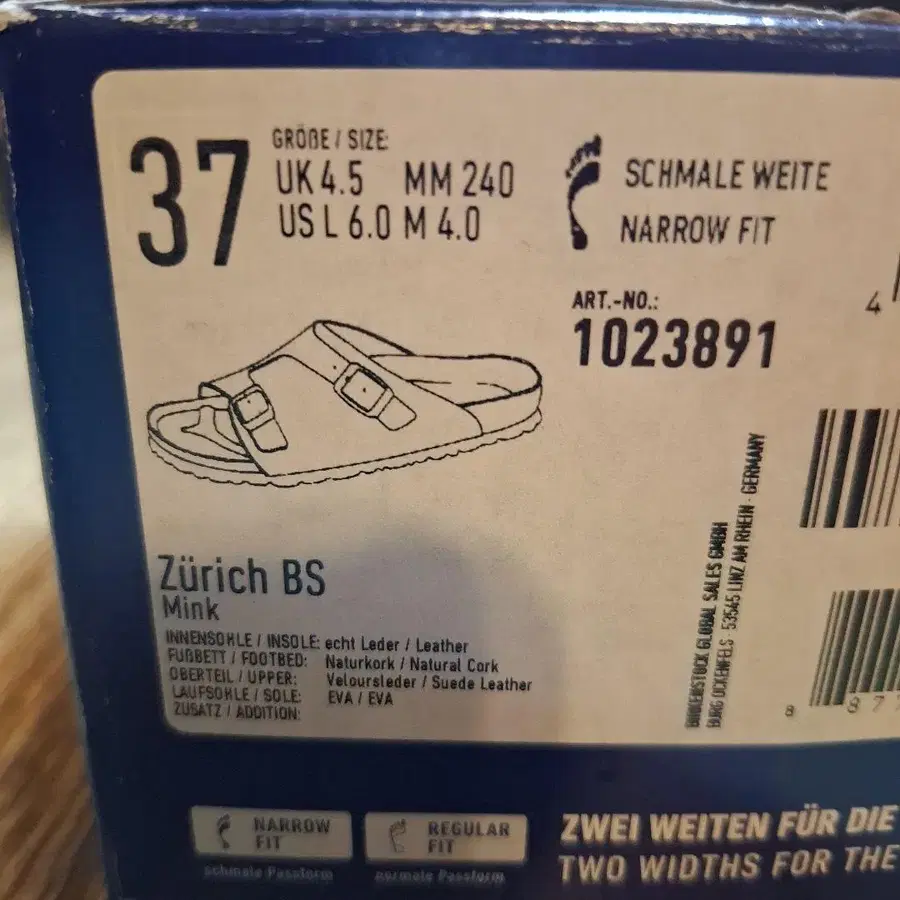 37
GRÖßE / SIZE:
UK 4.5 MM 240
US L 6.0 M 4.0
SCHMALE WEITE
NARROW FIT
ART.-NO.:
1023891
4
Zürich BS
Mink
INNENSOHLE / INSOLE: echt Leder / Leather
FUßBETT / FOOTBED: Naturkork / Natural Cork
OBERTEIL / UPPER: Veloursleder / Suede Leather
LAUFSOHLE / SOLE: EVA / EVA
ZUSATZ / ADDITION:
BIRKENSTOCK GLOBAL SALES GMBH
BURG OCKENFELS · 53545 LINZ AM RHEIN · GERMANY
8 877
NARROW
FIT
schmale Passform
REGULAR
FIT
normale Passform
ZWEI WEITEN FÜR DIE
TWO WIDTHS FOR THE